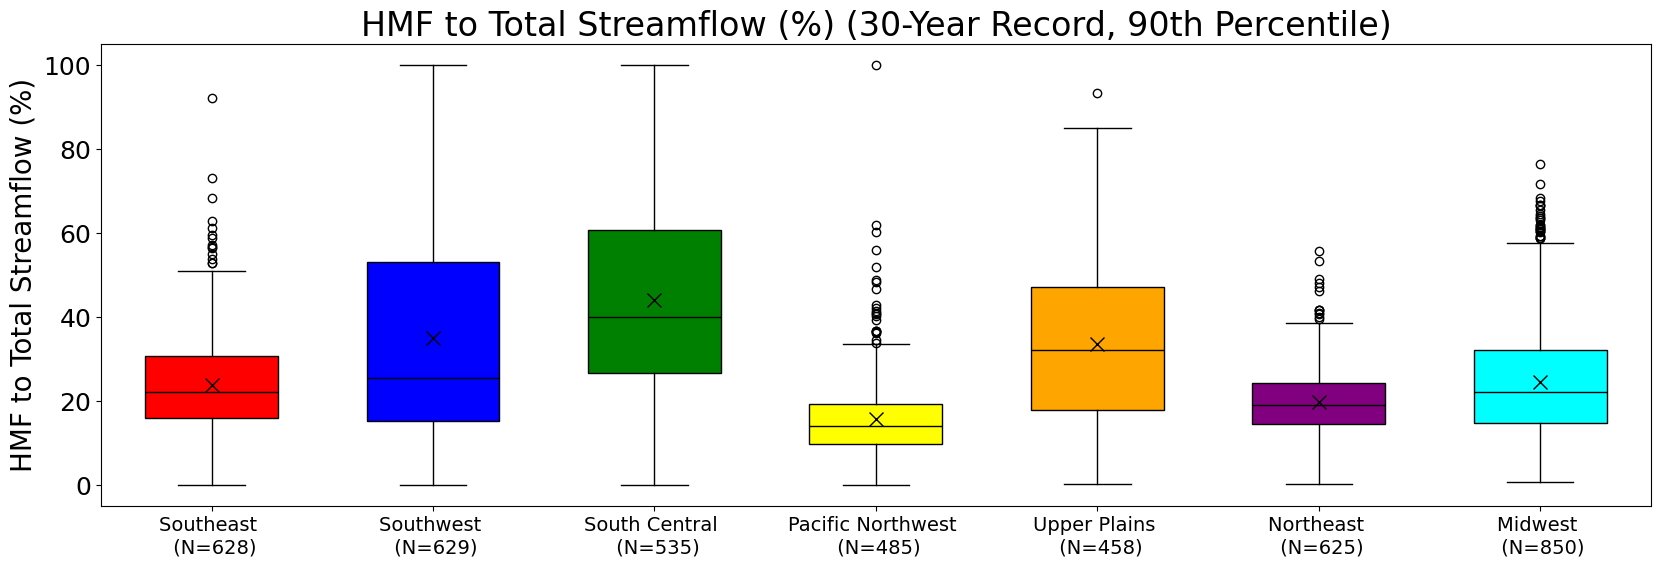 HMF to Total Streamflow (%) (30-Year Record, 90th Percentile)
HMF to Total Streamflow (%)
100
80
60
40
20
0
Southeast
(N=628)
Southwest
(N=629)
South Central
(N=535)
Pacific Northwest
(N=485)
Upper Plains
(N=458)
Northeast
(N=625)
Midwest
(N=850)